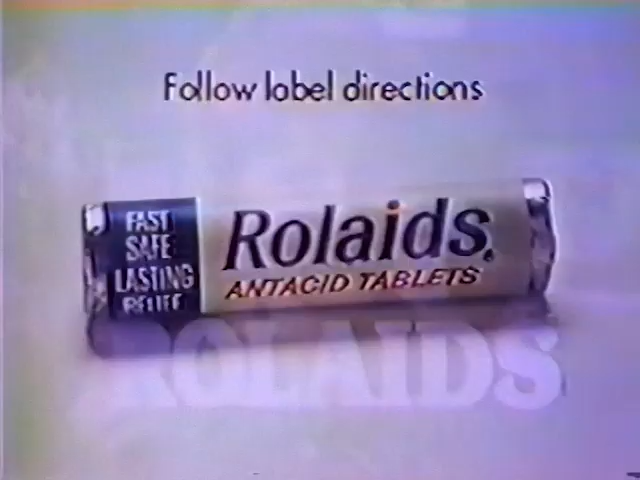 Follow label directions
FAST
SAFE
LASTING
RELIEF
Rolaids
ANTACID TABLETS
ROLAIDS